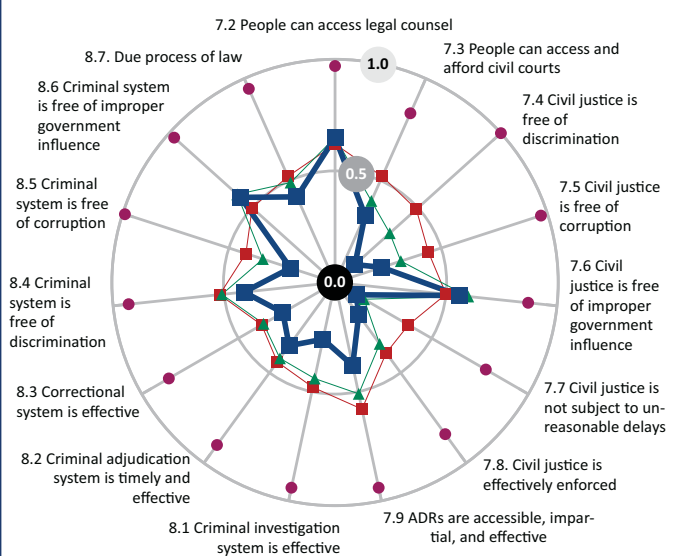 7.2 People can access legal counsel
1.0
7.3 People can access and
afford civil courts
7.4 Civil justice is
free of
discrimination
7.5 Civil justice
is free of
corruption
7.6 Civil
justice is free
of improper
government
influence
7.7 Civil justice is
not subject to un-
reasonable delays
7.8. Civil justice is
effectively enforced
7.9 ADRs are accessible, impar-
tial, and effective
8.1 Criminal investigation
system is effective
8.2 Criminal adjudication
system is timely and
effective
8.3 Correctional
system is effective
8.4 Criminal
system is
free of
discrimination
8.5 Criminal
system is free
of corruption
8.6 Criminal system
is free of improper
government
influence
8.7. Due process of law
0.5
0.0